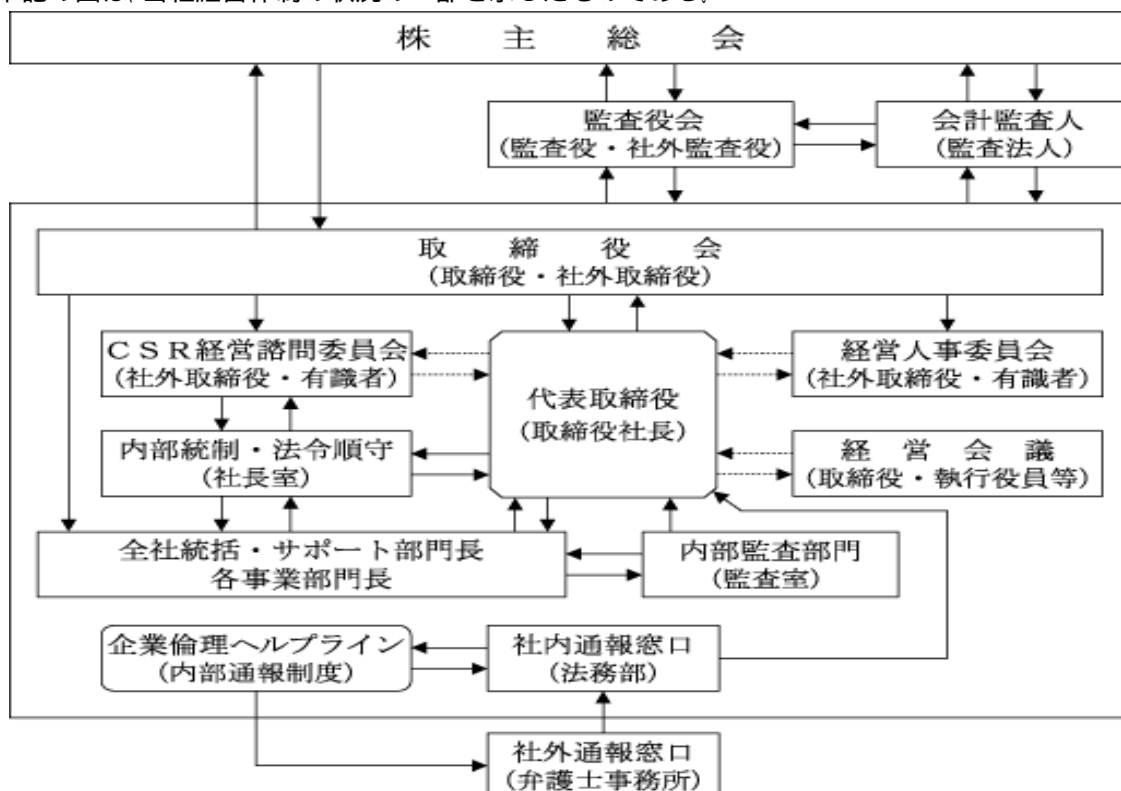 株主総会
監査役会
(監査役・社外監査役)
会計監査人
(監査法人)
取締役会
(取締役・社外取締役)
CSR経営諮問委員会
(社外取締役・有識者)
代表取締役
(取締役社長)
経営人事委員会
(社外取締役・有識者)
内部統制・法令順守
(社長室)
経営会議
(取締役・執行役員等)
全社統括・サポート部門長
各事業部門長
内部監査部門
(監査室)
企業倫理ヘルプライン
(内部通報制度)
社内通報窓口
(法務部)
社外通報窓口
(弁護士事務所)